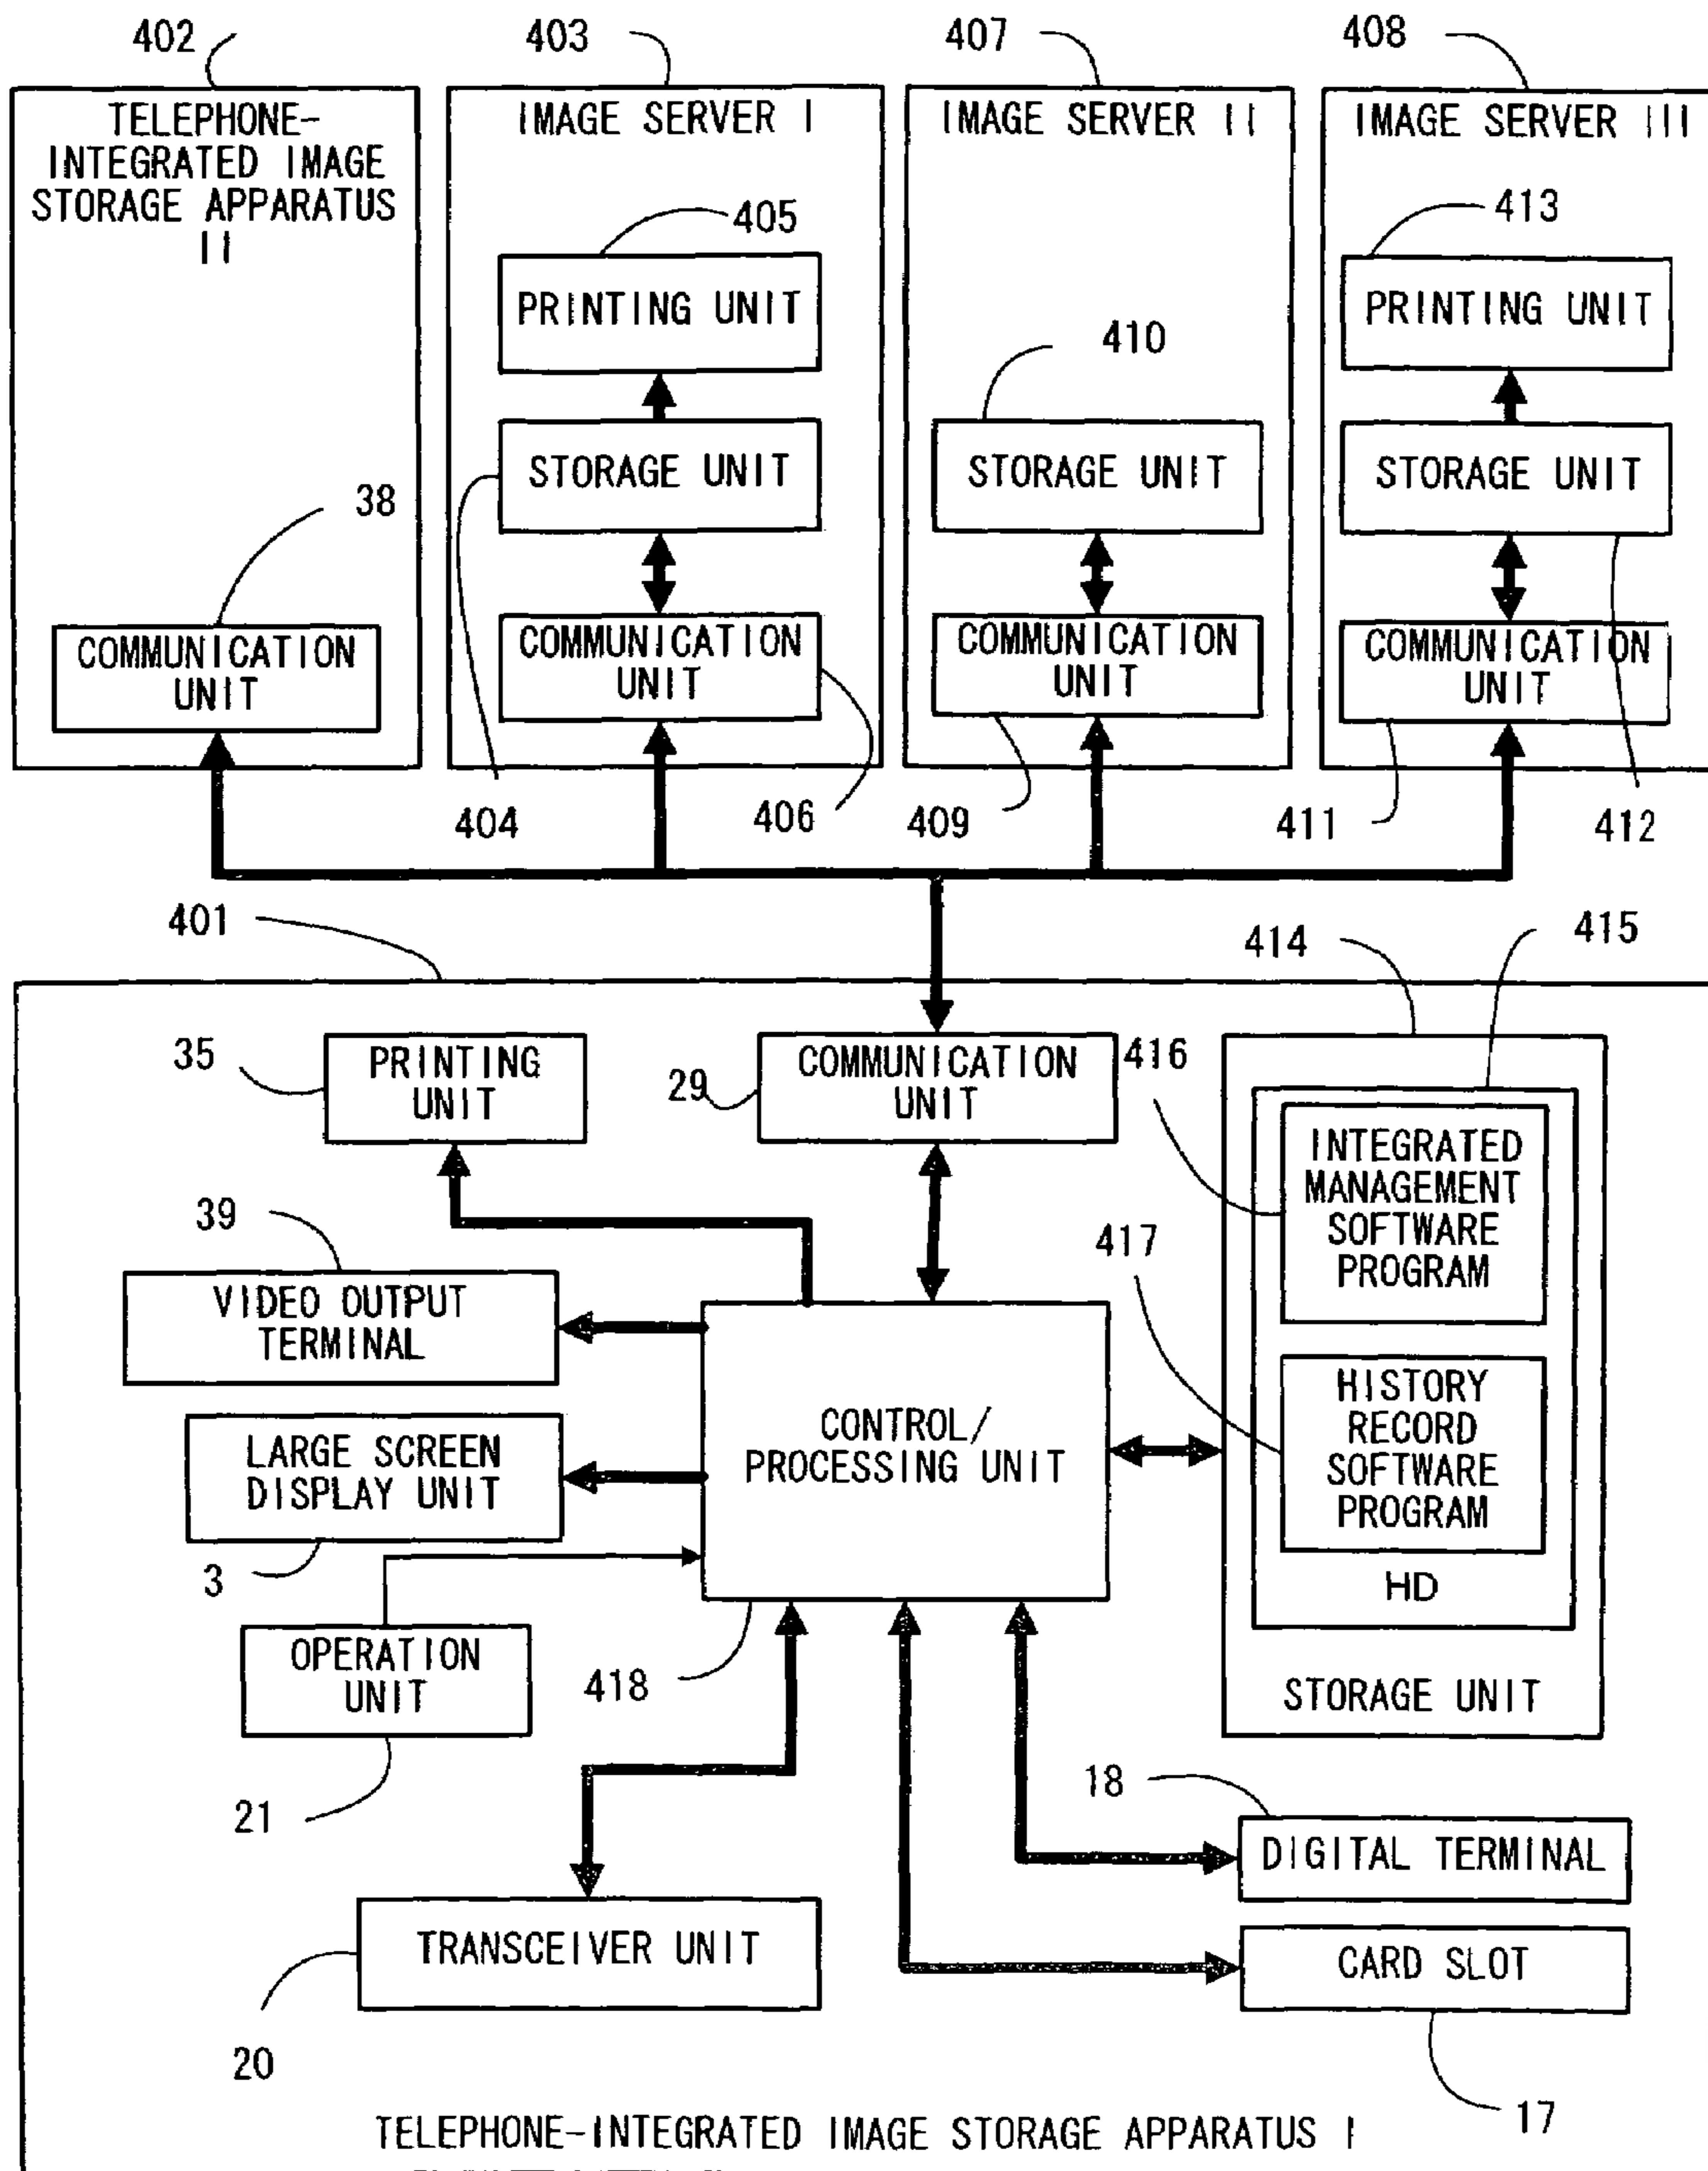 402
403
407
408
TELEPHONE-
INTEGRATED IMAGE
STORAGE APPARATUS
II
IMAGE SERVER I
IMAGE SERVER II
IMAGE SERVER III
405
413
PRINTING UNIT
PRINTING UNIT
410
STORAGE UNIT
STORAGE UNIT
STORAGE UNIT
38
COMMUNICATION
UNIT
COMMUNICATION
UNIT
COMMUNICATION
UNIT
COMMUNICATION
UNIT
404
406
409
411
412
401
414
415
35
PRINTING
UNIT
29
COMMUNICATION
UNIT
416
INTEGRATED
MANAGEMENT
SOFTWARE
PROGRAM
39
VIDEO OUTPUT
TERMINAL
417
HISTORY
RECORD
SOFTWARE
PROGRAM
HD
STORAGE UNIT
CONTROL/
PROCESSING UNIT
LARGE SCREEN
DISPLAY UNIT
3
OPERATION
UNIT
418
21
18
DIGITAL TERMINAL
TRANSCEIVER UNIT
CARD SLOT
20
17
TELEPHONE-INTEGRATED IMAGE STORAGE APPARATUS I